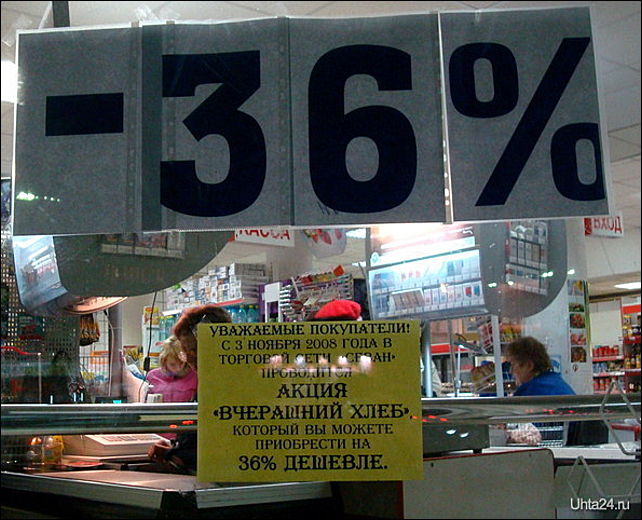 -36%
КАССА
ВХОД
УВАЖАЕМЫЕ ПОКУПАТЕЛИ!
С 3 НОЯБРЯ 2008 ГОДА В
ТОРГОВОЙ СЕТИ «СЕВАН»
ПРОВОДИТСЯ
АКЦИЯ
«ВЧЕРАШНИЙ ХЛЕБ»,
КОТОРЫЙ ВЫ МОЖЕТЕ
ПРИОБРЕСТИ НА
36% ДЕШЕВЛЕ.
Uhta24.ru